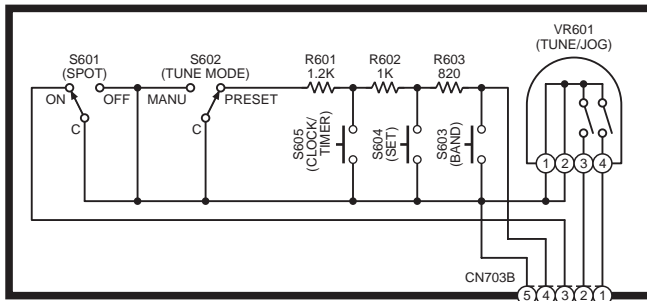 VR601
(TUNE/JOG)
S601
(SPOT)
S602
(TUNE MODE)
R601
1.2K
R602
1K
R603
820
ON
OFF
MANU
PRESET
C
C
S605
(CLOCK/
TIMER)
S604
(SET)
S603
(BAND)
1
2
3
4
CN703B
5
4
3
2
1